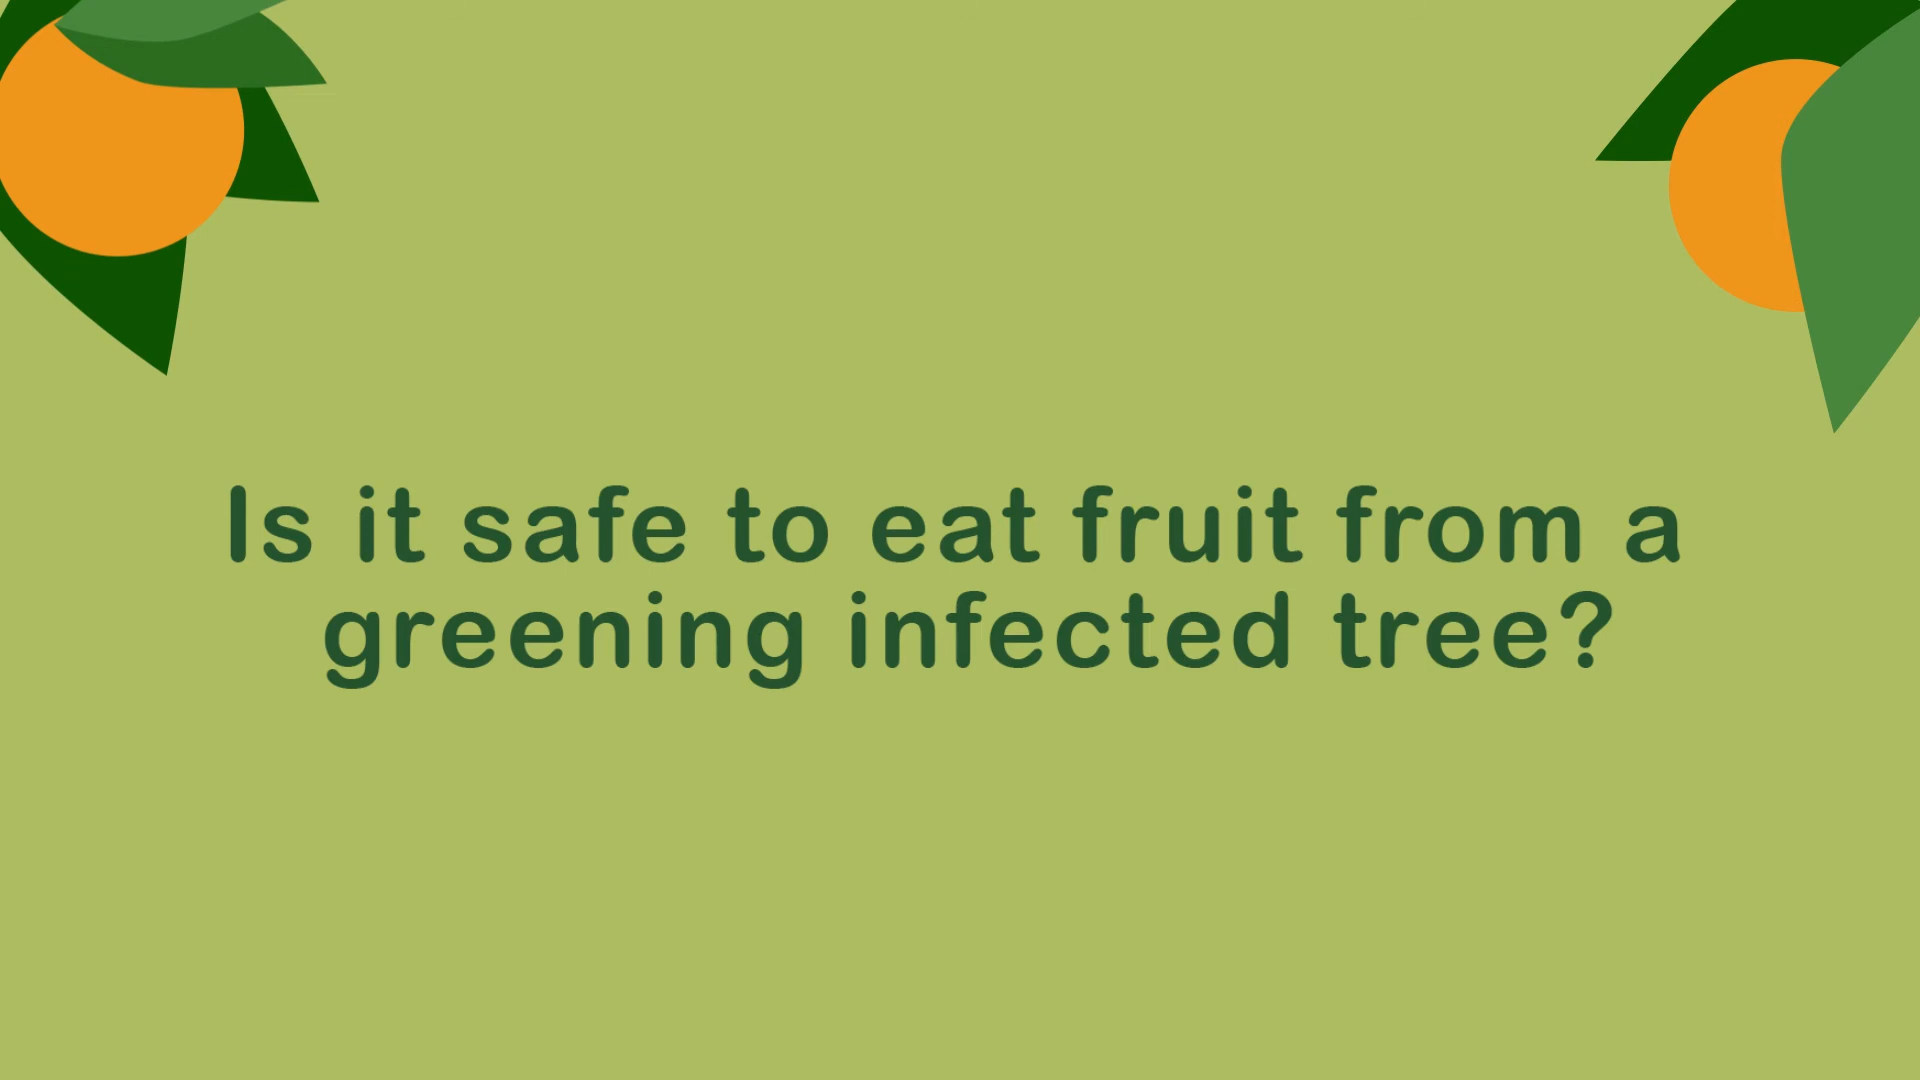 Is it safe to eat fruit from a
greening infected tree?